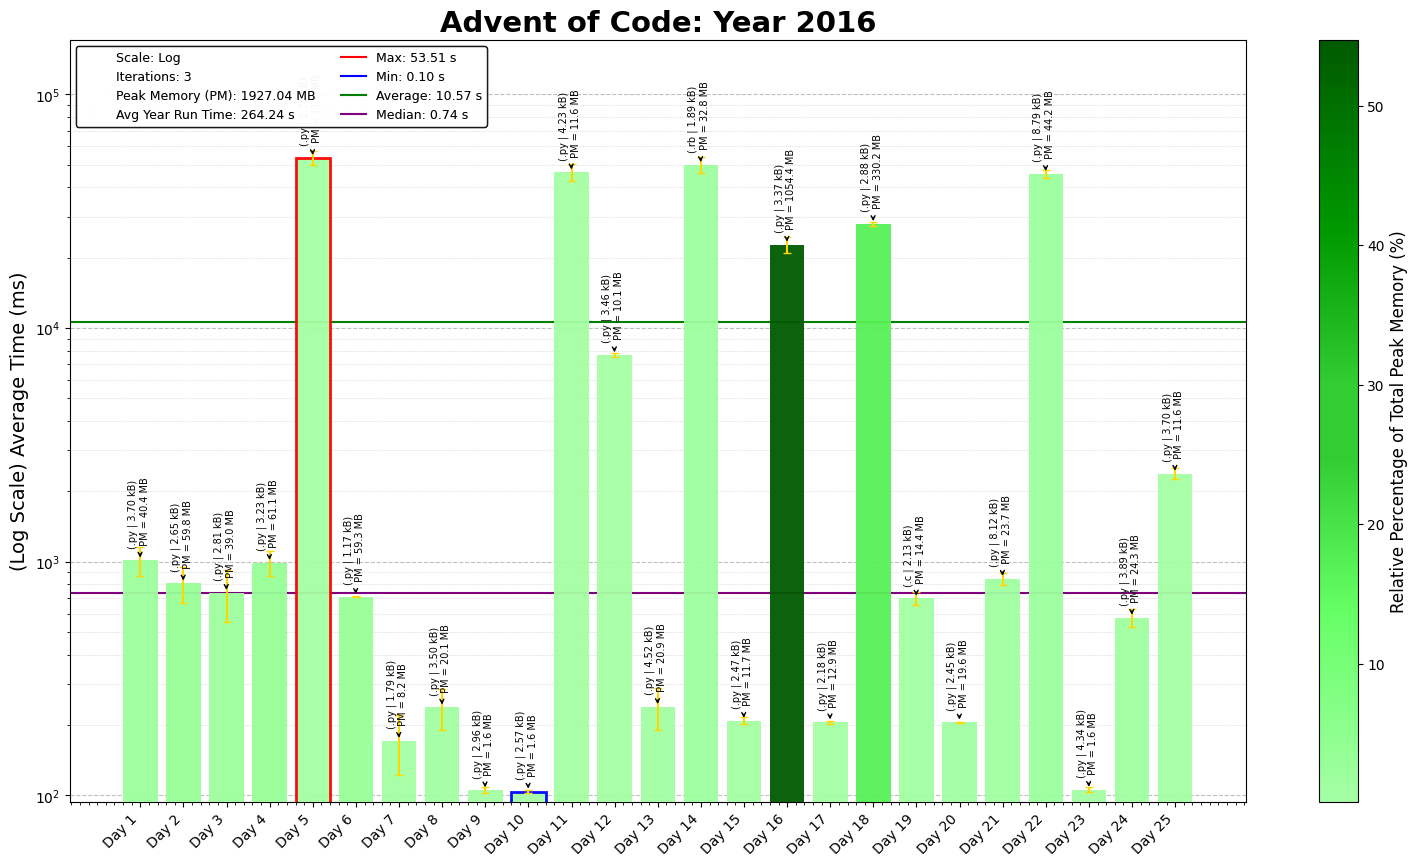 Advent of Code: Year 2016
Scale: Log
Iterations: 3
Peak Memory (PM): 1927.04 MB
Avg Year Run Time: 264.24 s
Max: 53.51 s
Min: 0.10 s
Average: 10.57 s
Median: 0.74 s
(Log Scale) Average Time (ms)
10⁵
10⁴
10³
10²
(.py | 3.70 kB)
PM = 40.4 MB
(.py | 2.65 kB)
PM = 59.8 MB
(.py | 2.81 kB)
PM = 39.0 MB
(.py | 3.23 kB)
PM = 61.1 MB
(.py
PM
(.py | 1.17 kB)
PM = 59.3 MB
(.py | 1.79 kB)
PM = 8.2 MB
(.py | 3.50 kB)
PM = 20.1 MB
(.py | 2.96 kB)
PM = 1.6 MB
(.py | 2.57 kB)
PM = 1.6 MB
(.py | 4.23 kB)
PM = 11.6 MB
(.py | 3.46 kB)
PM = 10.1 MB
(.py | 4.52 kB)
PM = 20.9 MB
(.rb | 1.89 kB)
PM = 32.8 MB
(.py | 2.47 kB)
PM = 11.7 MB
(.py | 3.37 kB)
PM = 1054.4 MB
(.py | 2.18 kB)
PM = 12.9 MB
(.py | 2.88 kB)
PM = 330.2 MB
(.c | 2.13 kB)
PM = 14.4 MB
(.py | 2.45 kB)
PM = 19.6 MB
(.py | 8.12 kB)
PM = 23.7 MB
(.py | 8.79 kB)
PM = 44.2 MB
(.py | 4.34 kB)
PM = 1.6 MB
(.py | 3.89 kB)
PM = 24.3 MB
(.py | 3.70 kB)
PM = 11.6 MB
Day 1
Day 2
Day 3
Day 4
Day 5
Day 6
Day 7
Day 8
Day 9
Day 10
Day 11
Day 12
Day 13
Day 14
Day 15
Day 16
Day 17
Day 18
Day 19
Day 20
Day 21
Day 22
Day 23
Day 24
Day 25
50
40
30
20
10
Relative Percentage of Total Peak Memory (%)